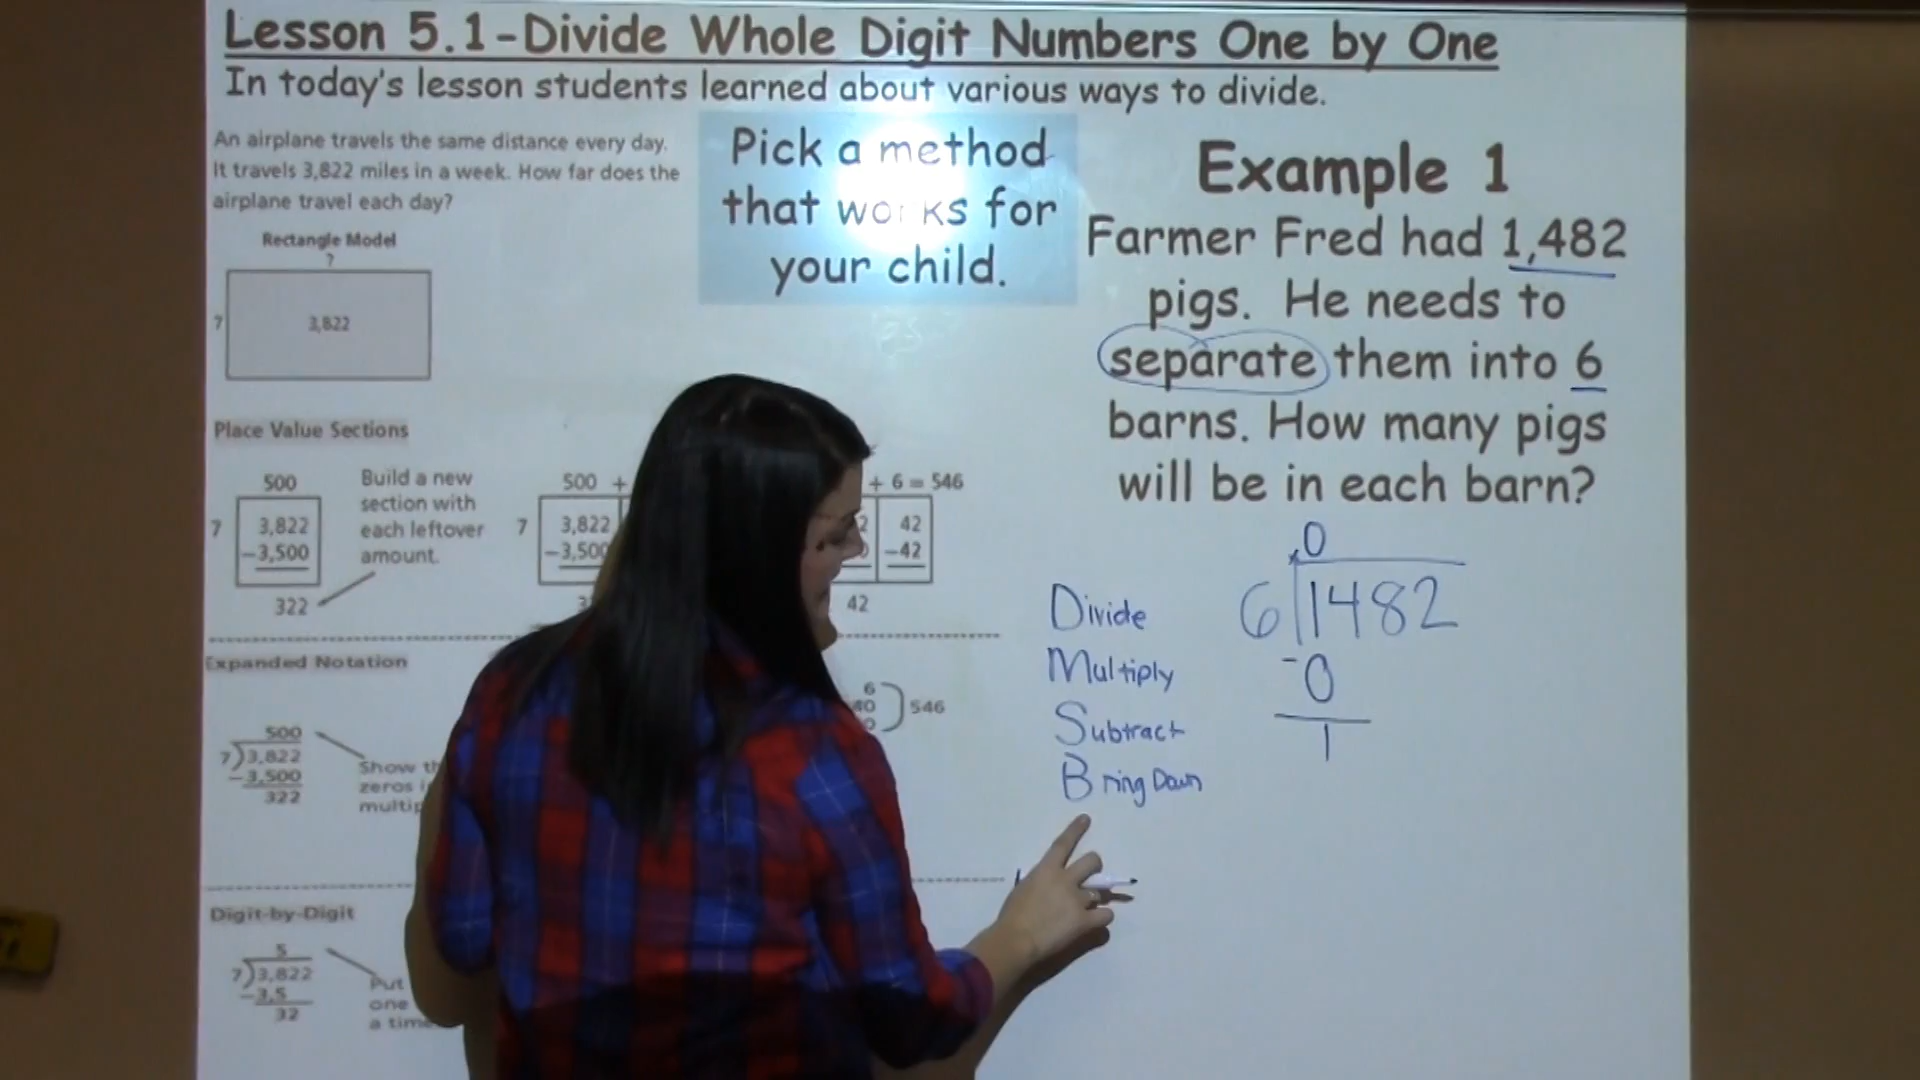 Lesson 5.1-Divide Whole Digit Numbers One by One
In today's lesson students learned about various ways to divide.
An airplane travels the same distance every day.
It travels 3,822 miles in a week. How far does the
airplane travel each day?
Rectangle Model
?
7
3,822
Pick a method
that works for
your child.
Example 1
Farmer Fred had 1,482
pigs. He needs to
separate them into 6
barns. How many pigs
will be in each barn?
Place Value Sections
500
7 3,822
-3,500
322
Build a new
section with
each leftover
amount.
500 +
7 3,822
-3,500
+ 6 = 546
42
-42
42
Expanded Notation
500
7)3,822
-3,500
322
Show
zeros
6
40
546
Digit-by-Digit
5
7)3,822
-3,5
32
Put
one
a time.
Divide
Multiply
Subtract
Bring Down
0
6 1482
-0
1